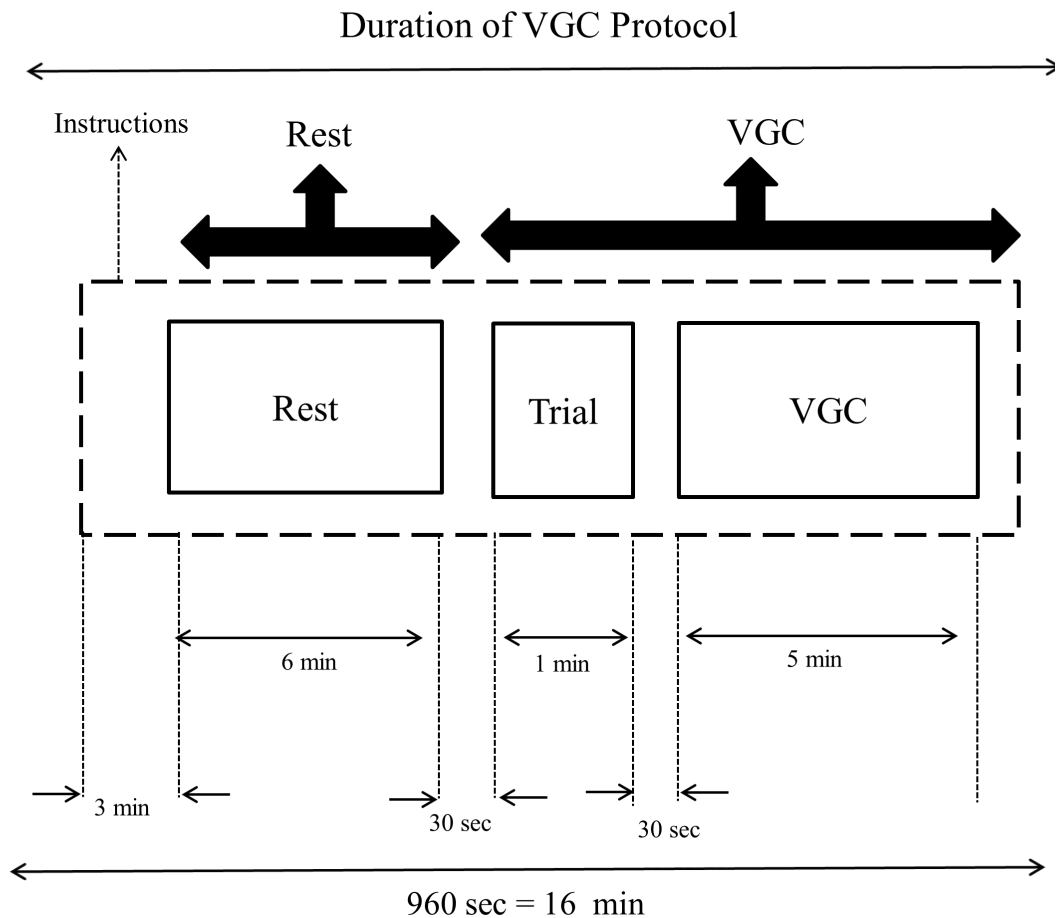 Duration of VGC Protocol
Instructions
Rest
VGC
Rest
Trial
VGC
6 min
1 min
5 min
3 min
30 sec
30 sec
960 sec = 16 min